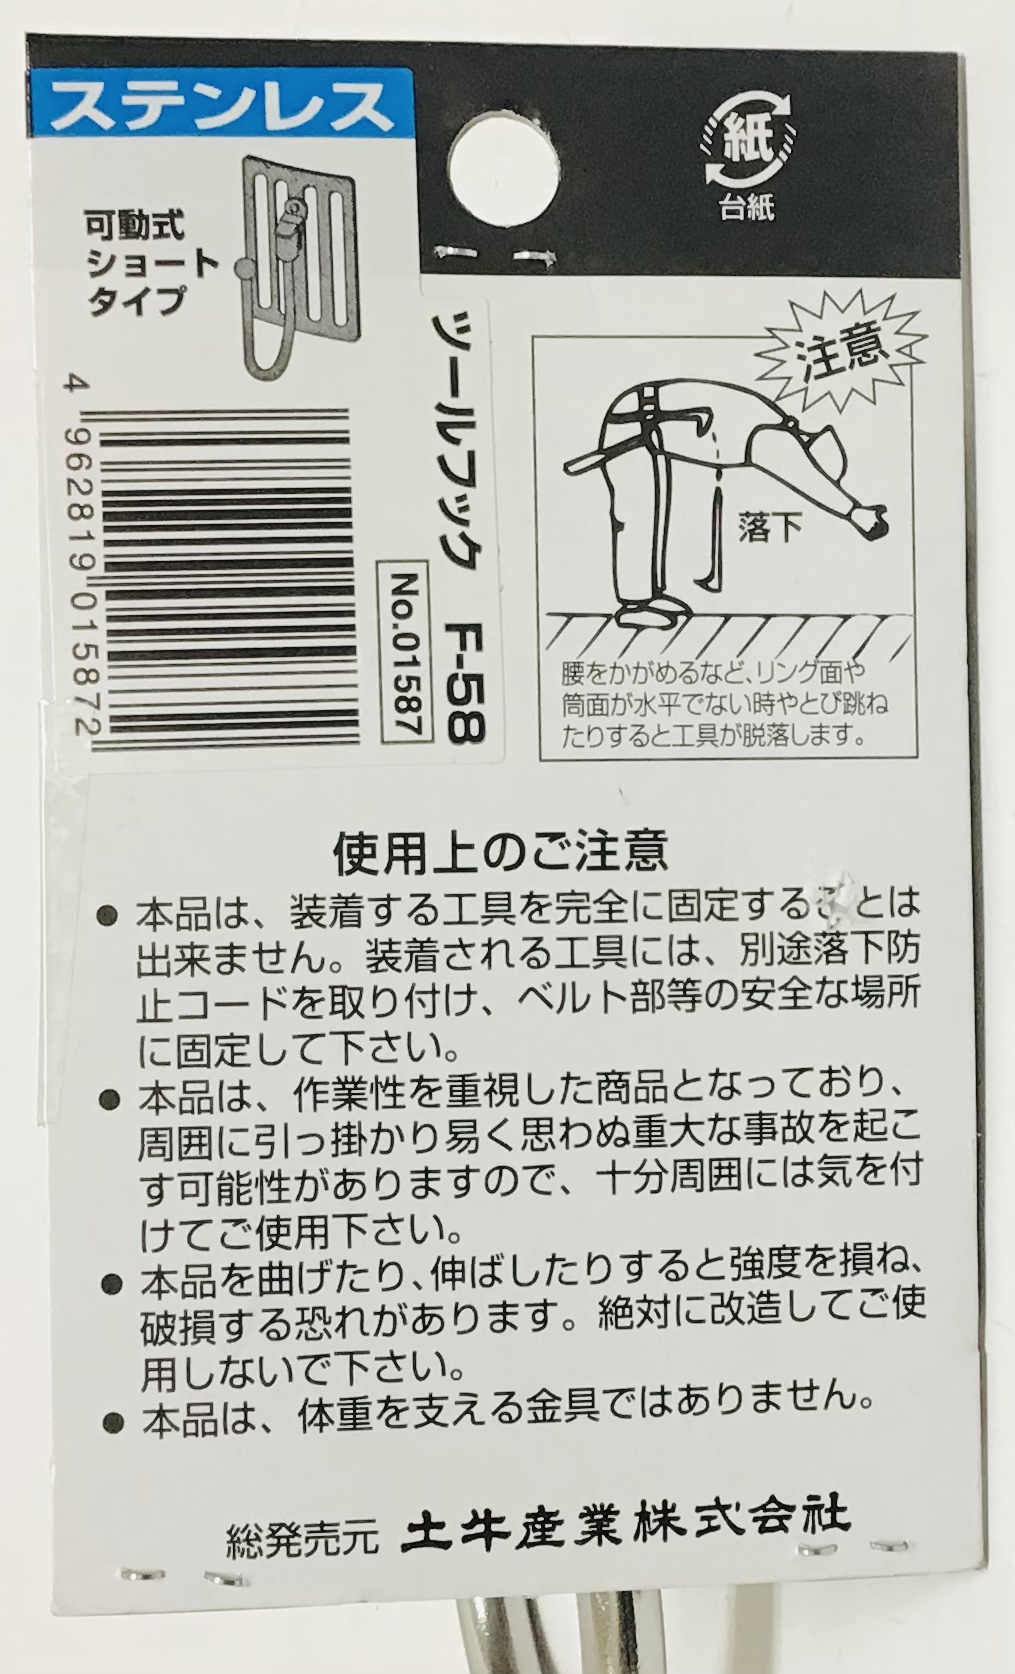 ステンレス
紙
台紙
可動式
ショート
タイプ
4 962819 015872
ツールフック F-58
No.01587
注意
落下
腰をかがめるなど、リング面や
筒面が水平でない時やとび跳ね
たりすると工具が脱落します。
使用上のご注意
● 本品は、装着する工具を完全に固定することは
出来ません。装着される工具には、別途落下防
止コードを取り付け、ベルト部等の安全な場所
に固定して下さい。
● 本品は、作業性を重視した商品となっており、
周囲に引っ掛かり易く思わぬ重大な事故を起こ
す可能性がありますので、十分周囲には気を付
けてご使用下さい。
● 本品を曲げたり、伸ばしたりすると強度を損ね、
破損する恐れがあります。絶対に改造してご使
用しないで下さい。
● 本品は、体重を支える金具ではありません。
総発売元 土牛産業株式会社